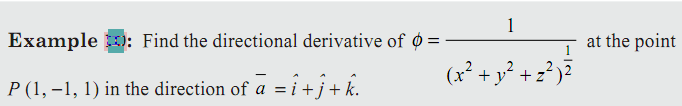 Example : Find the directional derivative of ϕ = 1 / (x² + y² + z²)^(1/2) at the point
P (1, −1, 1) in the direction of a̅ = î + ĵ + k̂.